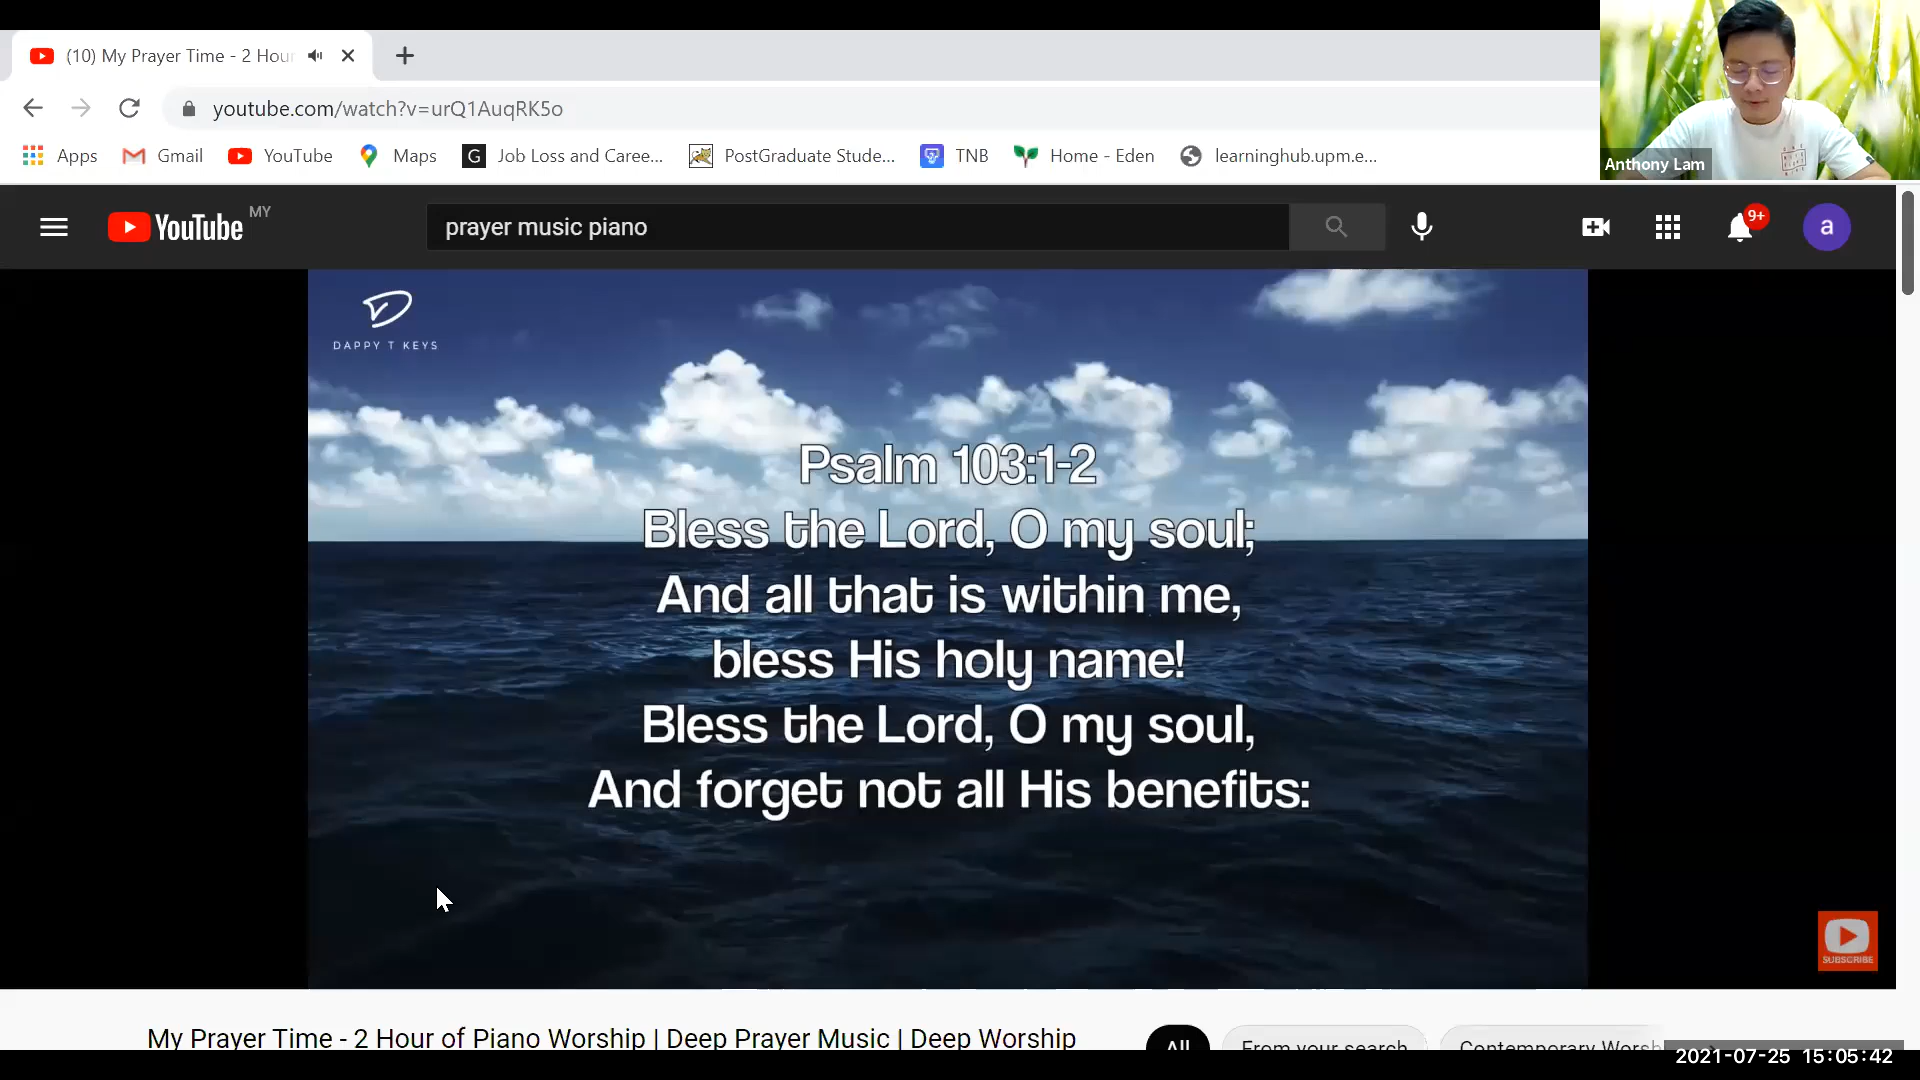 (10) My Prayer Time - 2 Hour
youtube.com/watch?v=urQ1AuqRK5o
Apps
Gmail
YouTube
Maps
Job Loss and Caree...
PostGraduate Stude...
TNB
Home - Eden
learninghub.upm.e...
Anthony Lam
YouTube MY
prayer music piano
9+
a
DAPPY T KEYS
Psalm 103:1-2
Bless the Lord, O my soul;
And all that is within me,
bless His holy name!
Bless the Lord, O my soul,
And forget not all His benefits:
SUBSCRIBE
My Prayer Time - 2 Hour of Piano Worship | Deep Prayer Music | Deep Worship
All
From your search
Contemporary Worsh
2021-07-25 15:05:42